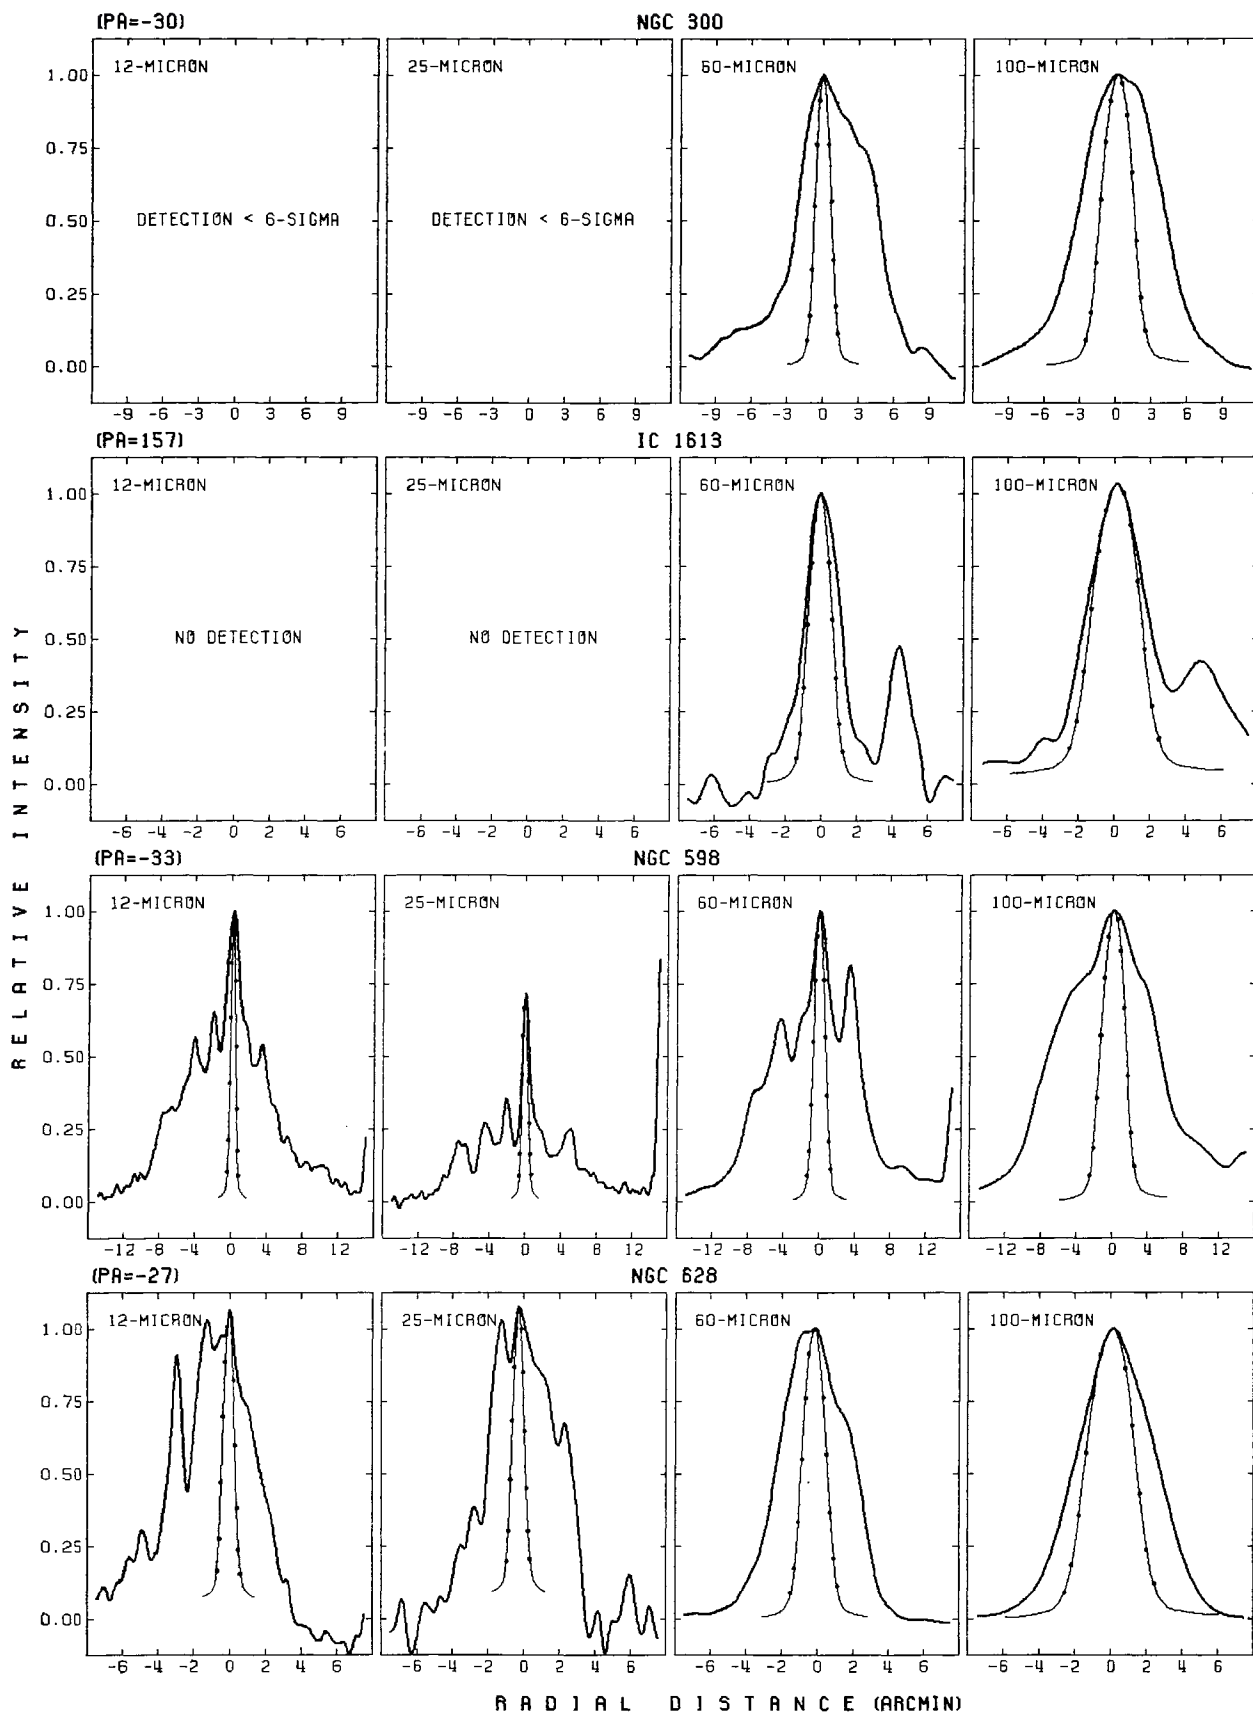 (PA=-30) NGC 300
12-MICRON 25-MICRON 60-MICRON 100-MICRON
1.00
0.75
DETECTION < 6-SIGMA DETECTION < 6-SIGMA
0.50
0.25
0.00
-9 -6 -3 0 3 6 9 -9 -6 -3 0 3 6 9 -9 -6 -3 0 3 6 9 -9 -6 -3 0 3 6 9
(PA=157) IC 1613
12-MICRON 25-MICRON 60-MICRON 100-MICRON
1.00
0.75
0.50 NO DETECTION NO DETECTION
0.25
0.00
-6 -4 -2 0 2 4 6 -6 -4 -2 0 2 4 6 -6 -4 -2 0 2 4 6 -6 -4 -2 0 2 4 6
RELATIVE INTENSITY
(PA=-33) NGC 598
12-MICRON 25-MICRON 60-MICRON 100-MICRON
1.00
0.75
0.50
0.25
0.00
-12 -8 -4 0 4 8 12 -12 -8 -4 0 4 8 12 -12 -8 -4 0 4 8 12 -12 -8 -4 0 4 8 12
(PA=-27) NGC 628
12-MICRON 25-MICRON 60-MICRON 100-MICRON
1.00
0.75
0.50
0.25
0.00
-6 -4 -2 0 2 4 6 -6 -4 -2 0 2 4 6 -6 -4 -2 0 2 4 6 -6 -4 -2 0 2 4 6
RADIAL DISTANCE (ARCMIN)